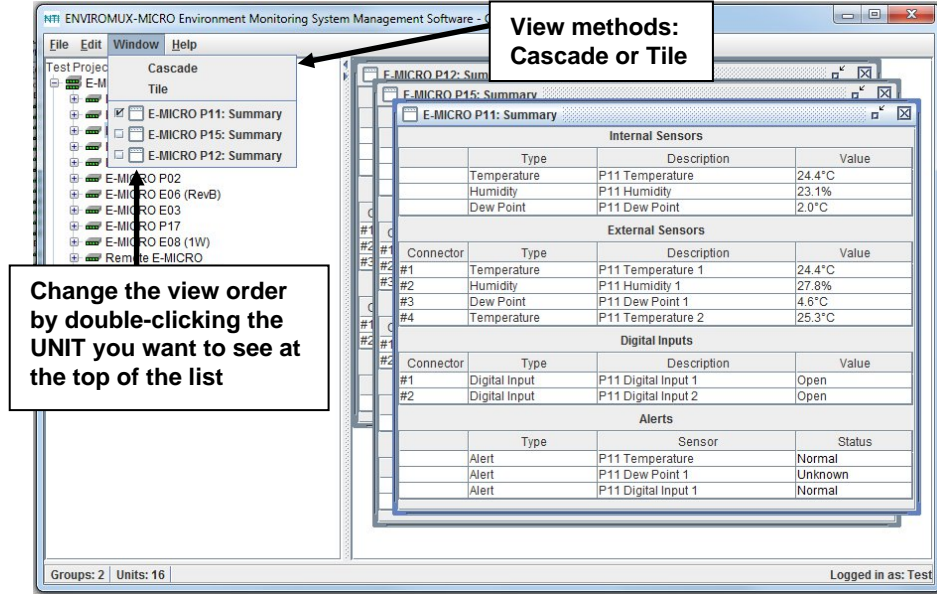 ENVIROMUX-MICRO Environment Monitoring System Management Software -
View methods:
Cascade or Tile
File Edit Window Help
Cascade
Tile
E-MICRO P11: Summary
E-MICRO P15: Summary
E-MICRO P12: Summary
Test Projec
E-M
E-MICRO P02
E-MICRO E06 (RevB)
E-MICRO E03
E-MICRO P17
E-MICRO E08 (1W)
Remote E-MICRO
Change the view order
by double-clicking the
UNIT you want to see at
the top of the list
E-MICRO P12: Sum
E-MICRO P15: Summary
E-MICRO P11: Summary
Internal Sensors
Type Description Value
Temperature P11 Temperature 24.4°C
Humidity P11 Humidity 23.1%
Dew Point P11 Dew Point 2.0°C
External Sensors
Connector Type Description Value
#1 Temperature P11 Temperature 1 24.4°C
#2 Humidity P11 Humidity 1 27.8%
#3 Dew Point P11 Dew Point 1 4.6°C
#4 Temperature P11 Temperature 2 25.3°C
Digital Inputs
Connector Type Description Value
#1 Digital Input P11 Digital Input 1 Open
#2 Digital Input P11 Digital Input 2 Open
Alerts
Type Sensor Status
Alert P11 Temperature Normal
Alert P11 Dew Point 1 Unknown
Alert P11 Digital Input 1 Normal
Groups: 2 Units: 16 Logged in as: Test